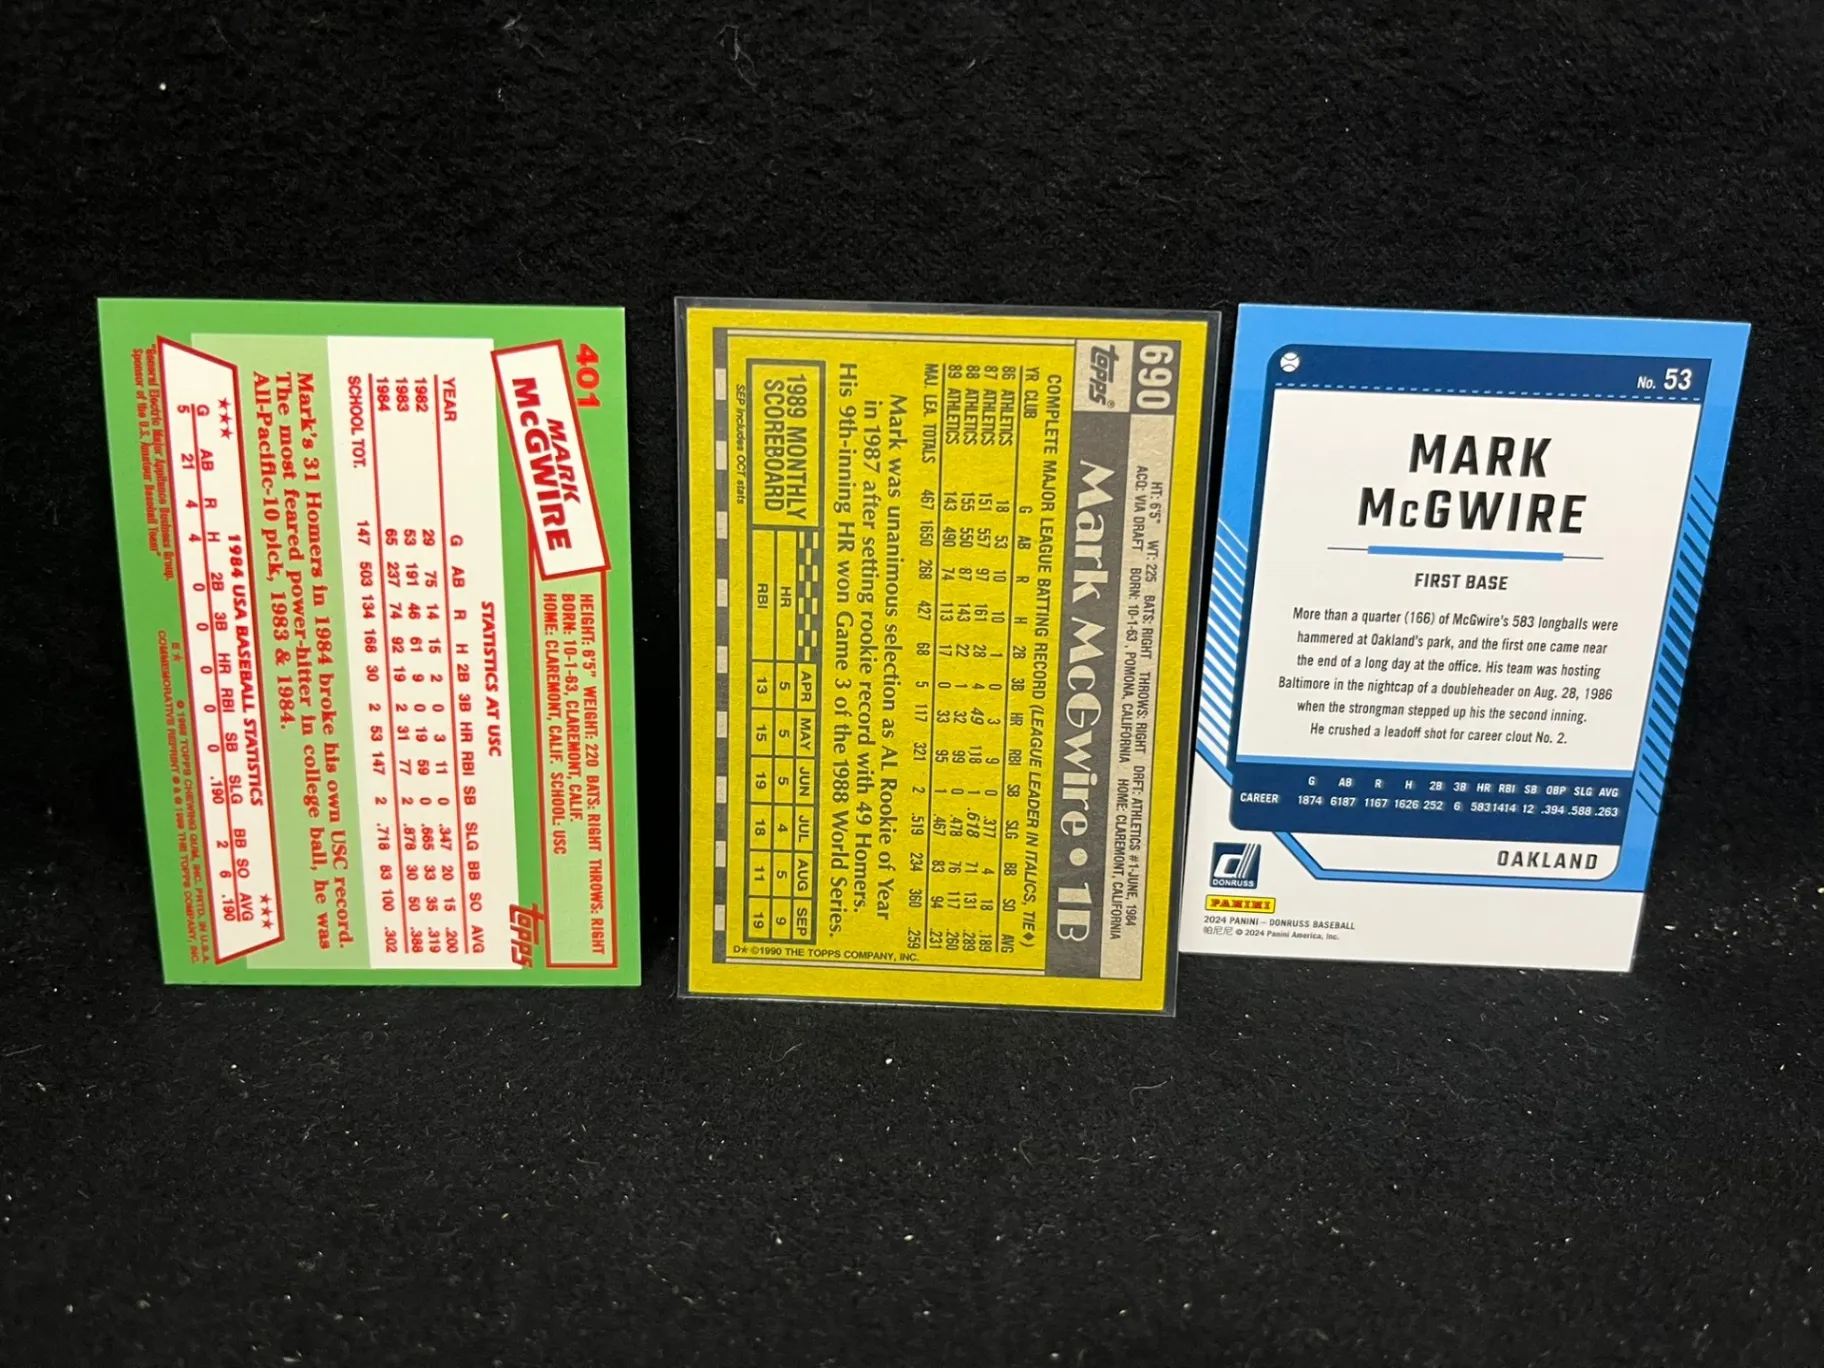 401
MARK
McGWIRE
HEIGHT: 6'5" WEIGHT: 220 BATS: RIGHT THROWS: RIGHT
BORN: 10-1-63, CLAREMONT, CALIF.
HOME: CLAREMONT, CALIF. SCHOOL: USC
topps
STATISTICS AT USC
YEAR G AB R H 2B 3B HR RBI SB SLG BB SO AVG
1982 29 75 14 15 2 0 3 11 0 .347 20 15 .200
1983 53 191 46 61 9 0 19 59 0 .665 33 35 .319
1984 65 237 74 92 19 2 31 77 2 .878 30 50 .388
SCHOOL TOT. 147 503 134 168 30 2 53 147 2 .718 83 100 .302
Mark's 31 Homers in 1984 broke his own USC record.
The most feared power-hitter in college ball, he was
All-Pacific-10 pick, 1983 & 1984.
1984 USA BASEBALL STATISTICS
G AB R H 2B 3B HR RBI SB SLG BB SO AVG
5 21 4 4 0 0 0 0 0 .190 2 6 .190
"General Electric Major Appliance Business Group,
Sponsor of the U.S. Amateur Baseball Team"
COMMEMORATIVE REPRINT
690
HT: 6'5" WT: 225 BATS: RIGHT THROWS: RIGHT DRFT: ATHLETICS #1-JUNE, 1984
ACQ: VIA DRAFT BORN: 10-1-63, POMONA, CALIFORNIA HOME: CLAREMONT, CALIFORNIA
topps®
Mark McGwire • 1B
COMPLETE MAJOR LEAGUE BATTING RECORD (LEAGUE LEADER IN ITALICS, TIE♦)
YR CLUB G AB R H 2B 3B HR RBI SB SLG BB SO AVG
86 ATHLETICS 18 53 10 10 1 0 3 9 0 .377 4 18 .189
87 ATHLETICS 151 557 97 161 28 4 49 118 1 .618 71 131 .289
88 ATHLETICS 155 550 87 143 22 1 32 99 0 .478 76 117 .260
89 ATHLETICS 143 490 74 113 17 0 33 95 1 .467 83 94 .231
MAJ. LEA. TOTALS 467 1650 268 427 68 5 117 321 2 .519 234 360 .259
Mark was unanimous selection as AL Rookie of Year
in 1987 after setting rookie record with 49 Homers.
His 9th-inning HR won Game 3 of the 1988 World Series.
1989 MONTHLY
SCOREBOARD
APR MAY JUN JUL AUG SEP
HR 5 5 5 4 5 9
RBI 13 15 19 18 11 19
SEP includes OCT stats
D* ©1990 THE TOPPS COMPANY, INC.
No. 53
MARK
McGWIRE
FIRST BASE
More than a quarter (166) of McGwire's 583 longballs were
hammered at Oakland's park, and the first one came near
the end of a long day at the office. His team was hosting
Baltimore in the nightcap of a doubleheader on Aug. 28, 1986
when the strongman stepped up his the second inning.
He crushed a leadoff shot for career clout No. 2.
G AB R H 2B 3B HR RBI SB OBP SLG AVG
CAREER 1874 6187 1167 1626 252 6 583 1414 12 .394 .588 .263
OAKLAND
DONRUSS
PANINI
2024 PANINI – DONRUSS BASEBALL
帕尼尼 © 2024 Panini America, Inc.